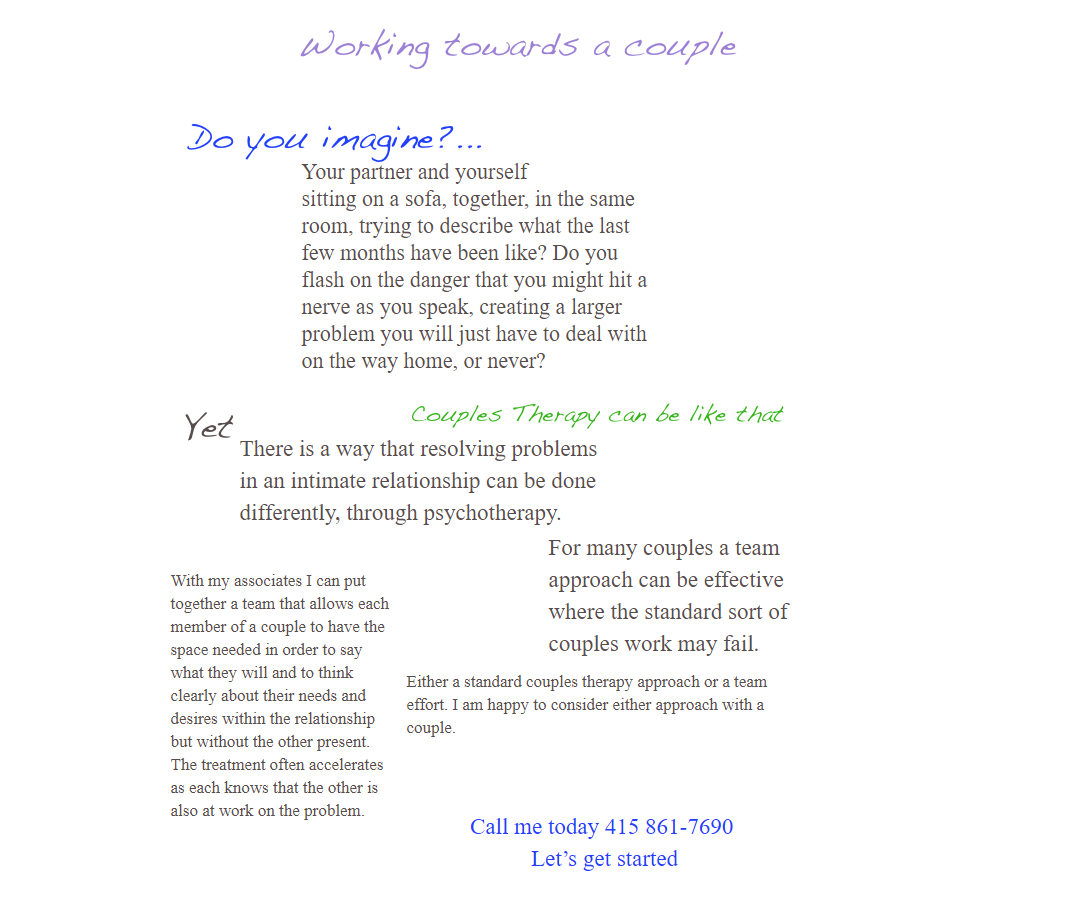 Working towards a couple
Do you imagine?...
Your partner and yourself
sitting on a sofa, together, in the same
room, trying to describe what the last
few months have been like? Do you
flash on the danger that you might hit a
nerve as you speak, creating a larger
problem you will just have to deal with
on the way home, or never?
Couples Therapy can be like that
Yet
There is a way that resolving problems
in an intimate relationship can be done
differently, through psychotherapy.
For many couples a team
approach can be effective
where the standard sort of
couples work may fail.
With my associates I can put
together a team that allows each
member of a couple to have the
space needed in order to say
what they will and to think
clearly about their needs and
desires within the relationship
but without the other present.
The treatment often accelerates
as each knows that the other is
also at work on the problem.
Either a standard couples therapy approach or a team
effort. I am happy to consider either approach with a
couple.
Call me today 415 861-7690
Let’s get started